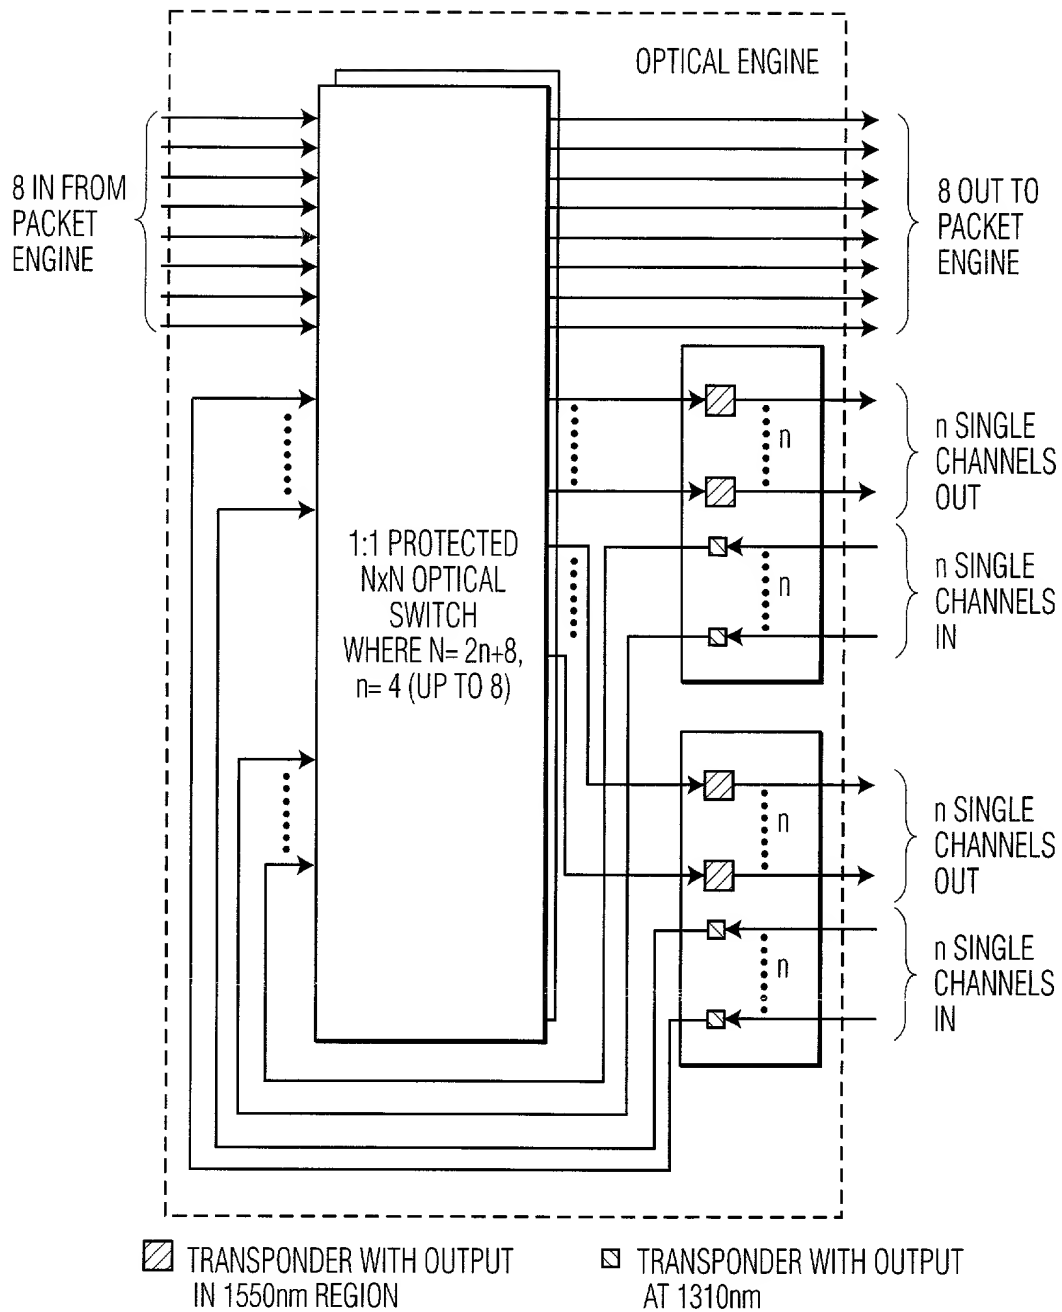 OPTICAL ENGINE
8 IN FROM
PACKET
ENGINE
8 OUT TO
PACKET
ENGINE
1:1 PROTECTED
NxN OPTICAL
SWITCH
WHERE N= 2n+8,
n= 4 (UP TO 8)
n
n SINGLE
CHANNELS
OUT
n
n SINGLE
CHANNELS
IN
n
n SINGLE
CHANNELS
OUT
n
n SINGLE
CHANNELS
IN
TRANSPONDER WITH OUTPUT
IN 1550nm REGION
TRANSPONDER WITH OUTPUT
AT 1310nm